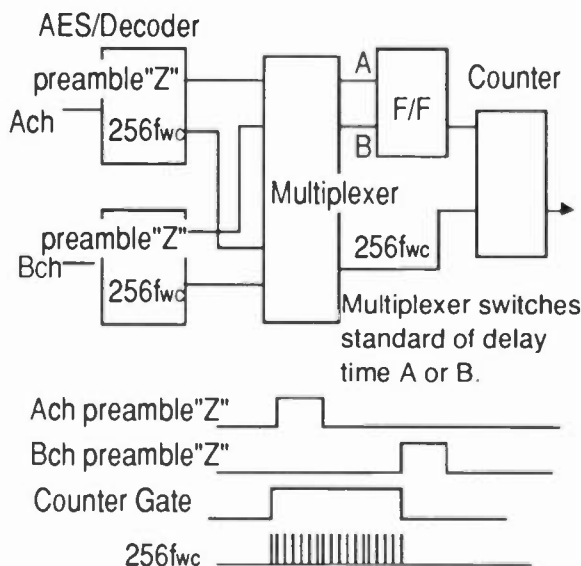 AES/Decoder
preamble"Z"
Ach
256fwc
A
F/F
B
Counter
Multiplexer
preamble"Z"
Bch
256fwc
256fwc
Multiplexer switches
standard of delay
time A or B.
Ach preamble"Z"
Bch preamble"Z"
Counter Gate
256fwc